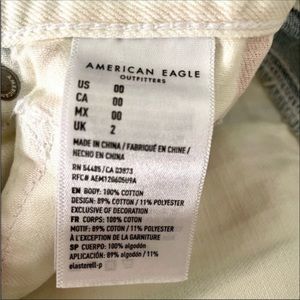 AMERICAN EAGLE
OUTFITTERS
US 00
CA 00
MX 00
UK 2
MADE IN CHINA / FABRIQUÉ EN CHINE /
HECHO EN CHINA
RN 54485 / CA 03873
RFC# AEM120605U9A
EN BODY: 100% COTTON
DESIGN: 89% COTTON / 11% POLYESTER
EXCLUSIVE OF DECORATION
FR CORPS: 100% COTON
MOTIF: 89% COTON / 11% POLYESTER
À L'EXCEPTION DE LA GARNITURE
SP CUERPO: 100% algodón
APLICACIÓN: 89% algodón / 11%
elasterell-p